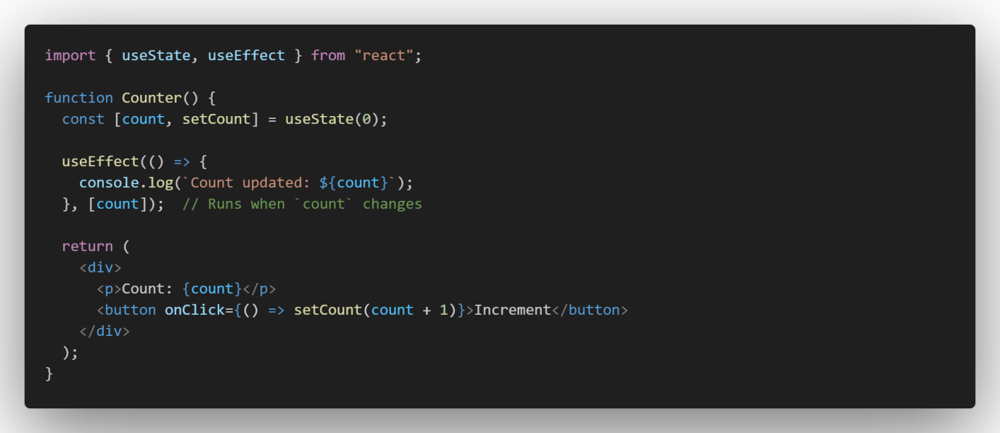 import { useState, useEffect } from "react";

function Counter() {
  const [count, setCount] = useState(0);

  useEffect(() => {
    console.log(`Count updated: ${count}`);
  }, [count]);  // Runs when `count` changes

  return (
    <div>
      <p>Count: {count}</p>
      <button onClick={() => setCount(count + 1)}>Increment</button>
    </div>
  );
}